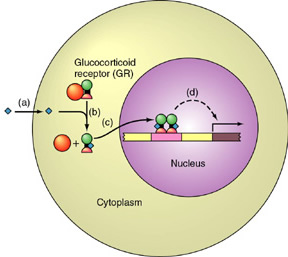 Glucocorticoid
receptor (GR)
(a)
(b)
(c)
(d)
+
Nucleus
Cytoplasm